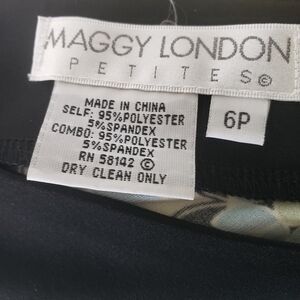 MAGGY LONDON
PETITES©
6P
MADE IN CHINA
SELF: 95%POLYESTER
5%SPANDEX
COMBO: 95%POLYESTER
5%SPANDEX
RN 58142 ©
DRY CLEAN ONLY